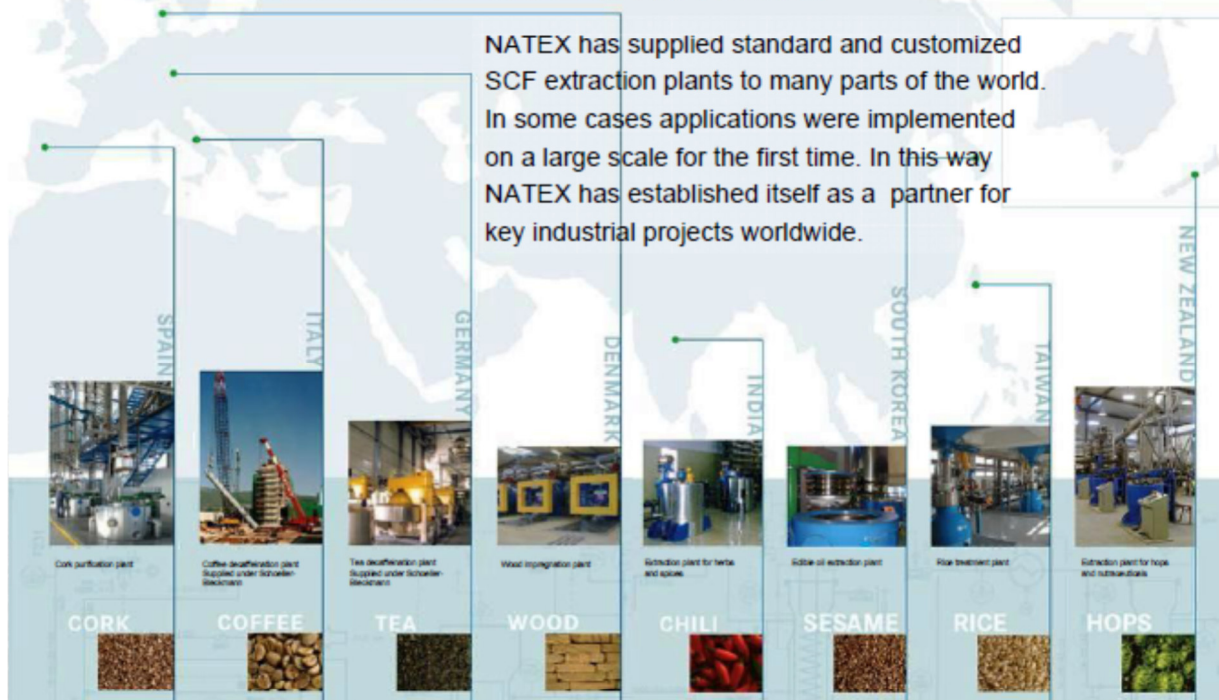 NATEX has supplied standard and customized
SCF extraction plants to many parts of the world.
In some cases applications were implemented
on a large scale for the first time. In this way
NATEX has established itself as a partner for
key industrial projects worldwide.
SPAIN
ITALY
GERMANY
DENMARK
INDIA
SOUTH KOREA
TAIWAN
NEW ZEALAND
Cork purification plant
Coffee decaffeination plant
Supplied under Schoeller-
Bleckmann
Tea decaffeination plant
Supplied under Schoeller-
Bleckmann
Wood impregnation plant
Extraction plant for herbs
and spices
Edible oil extraction plant
Rice treatment plant
Extraction plant for hops
and nutraceuticals
CORK
COFFEE
TEA
WOOD
CHILI
SESAME
RICE
HOPS